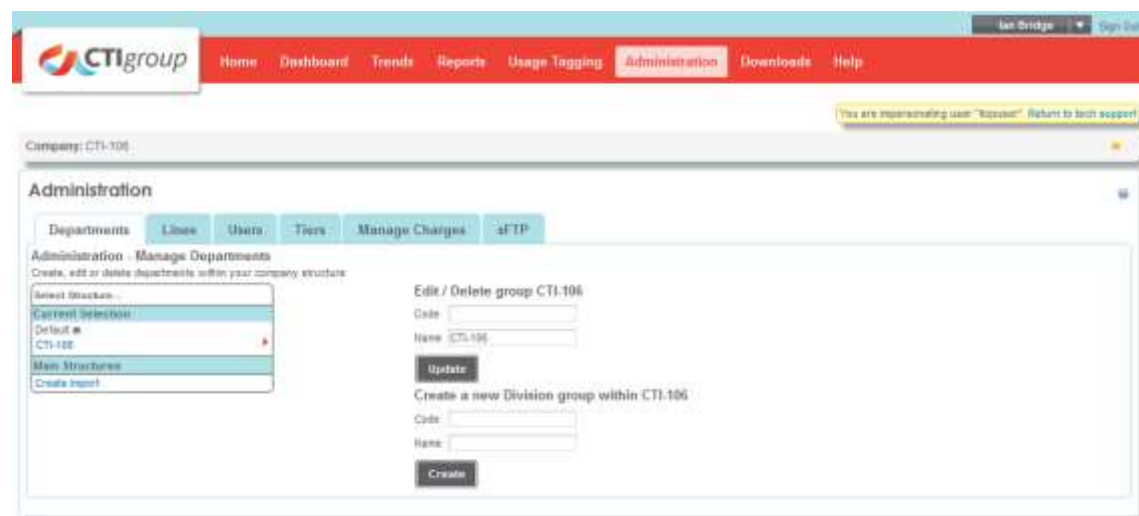 Ian Bridge
Sign Out
CTIgroup
Home Dashboard Trends Reports Usage Tagging Administration Downloads Help
You are impersonating user Return to tech support
Company: CTI-106
Administration
Departments Lines Users Tiers Manage Charges sFTP
Administration - Manage Departments
Create, edit or delete departments within your company structure
Select Structure...
Current Selection
Default
CTI-106
Main Structures
Create Import
Edit / Delete group CTI-106
Code
Name CTI-106
Update
Create a new Division group within CTI-106
Code
Name
Create